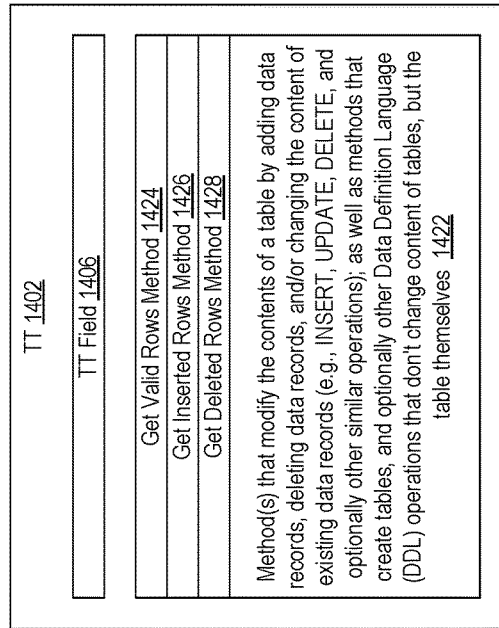 TT 1402
TT Field 1406
Get Valid Rows Method 1424
Get Inserted Rows Method 1426
Get Deleted Rows Method 1428
Method(s) that modify the contents of a table by adding data
records, deleting data records, and/or changing the content of
existing data records (e.g., INSERT, UPDATE, DELETE, and
optionally other similar operations); as well as methods that
create tables, and optionally other Data Definition Language
(DDL) operations that don't change content of tables, but the
table themselves 1422